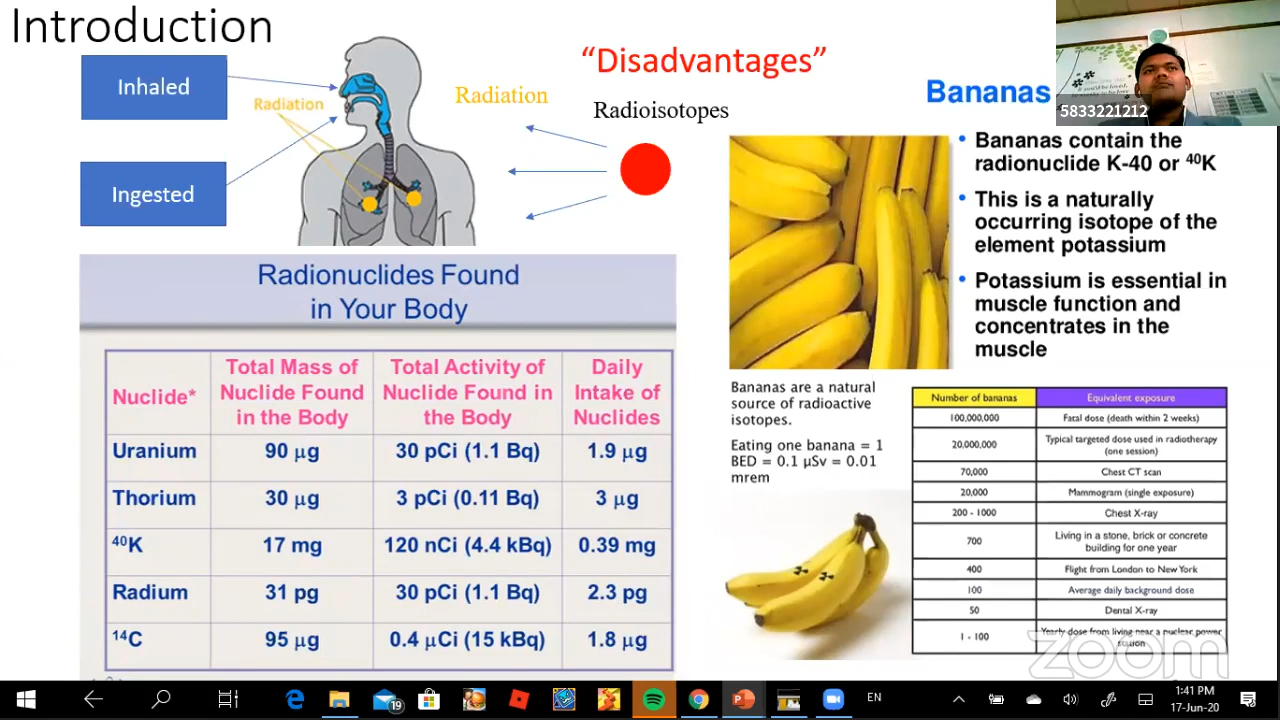 Introduction
Inhaled
Ingested
Radiation
Radiation
"Disadvantages"
Radioisotopes
Bananas
5833221212
• Bananas contain the
radionuclide K-40 or ⁴⁰K
• This is a naturally
occurring isotope of the
element potassium
• Potassium is essential in
muscle function and
concentrates in the
muscle
Radionuclides Found
in Your Body
Nuclide*
Total Mass of
Nuclide Found
in the Body
Total Activity of
Nuclide Found in
the Body
Daily
Intake of
Nuclides
Uranium 90 µg 30 pCi (1.1 Bq) 1.9 µg
Thorium 30 µg 3 pCi (0.11 Bq) 3 µg
⁴⁰K 17 mg 120 nCi (4.4 kBq) 0.39 mg
Radium 31 pg 30 pCi (1.1 Bq) 2.3 pg
¹⁴C 95 µg 0.4 µCi (15 kBq) 1.8 µg
Bananas are a natural
source of radioactive
isotopes.
Eating one banana = 1
BED = 0.1 µSv = 0.01
mrem
Number of bananas Equivalent exposure
100,000,000 Fatal dose (death within 2 weeks)
20,000,000 Typical targeted dose used in radiotherapy
(one session)
70,000 Chest CT scan
20,000 Mammogram (single exposure)
200 - 1000 Chest X-ray
700 Living in a stone, brick or concrete
building for one year
400 Flight from London to New York
100 Average daily background dose
50 Dental X-ray
1 - 100 Yearly dose from living near a nuclear power
station
zoom
19
EN
1:41 PM
17-Jun-20